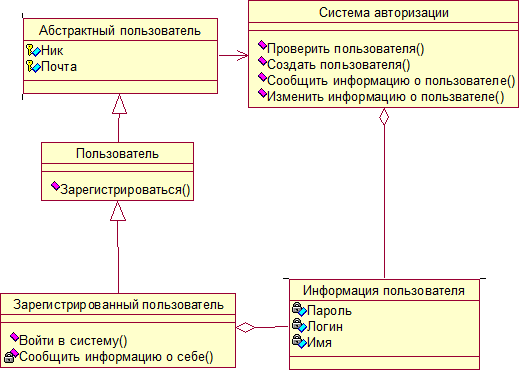 Абстрактный пользователь
Ник
Почта
Система авторизации
Проверить пользователя()
Создать пользователя()
Сообщить информацию о пользователе()
Изменить информацию о пользвателе()
Пользователь
Зарегистрироваться()
Зарегистрированный пользователь
Войти в систему()
Сообщить информацию о себе()
Информация пользователя
Пароль
Логин
Имя